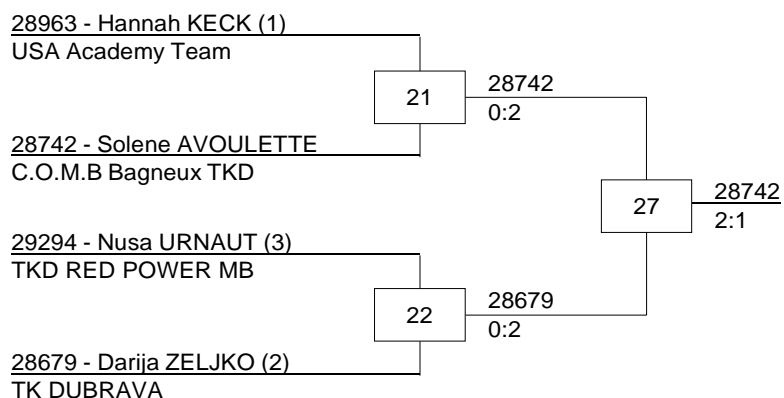 28963 - Hannah KECK (1)
USA Academy Team
21
28742
0:2
28742 - Solene AVOULETTE
C.O.M.B Bagneux TKD
27
28742
2:1
29294 - Nusa URNAUT (3)
TKD RED POWER MB
22
28679
0:2
28679 - Darija ZELJKO (2)
TK DUBRAVA